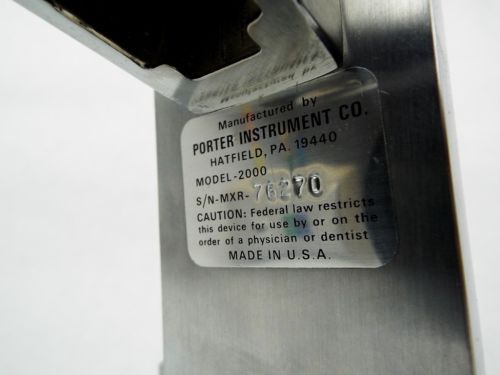 Manufactured by
PORTER INSTRUMENT CO.
HATFIELD, PA. 19440
MODEL-2000
S/N-MXR-76270
CAUTION: Federal law restricts
this device for use by or on the
order of a physician or dentist
MADE IN U.S.A.